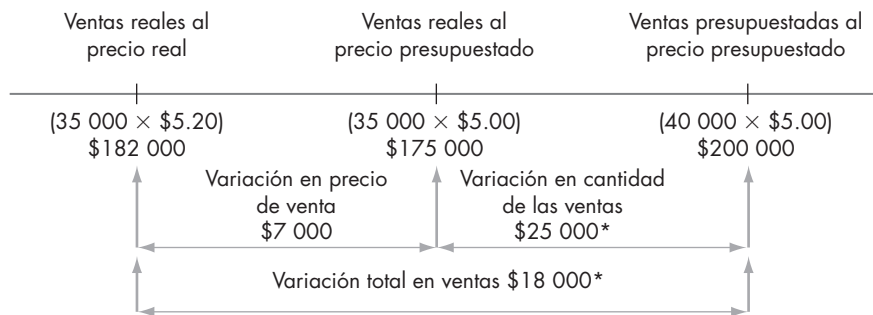 Ventas reales al
precio real
Ventas reales al
precio presupuestado
Ventas presupuestadas al
precio presupuestado
(35 000 × $5.20)
$182 000
(35 000 × $5.00)
$175 000
(40 000 × $5.00)
$200 000
Variación en precio
de venta
$7 000
Variación en cantidad
de las ventas
$25 000*
Variación total en ventas $18 000*